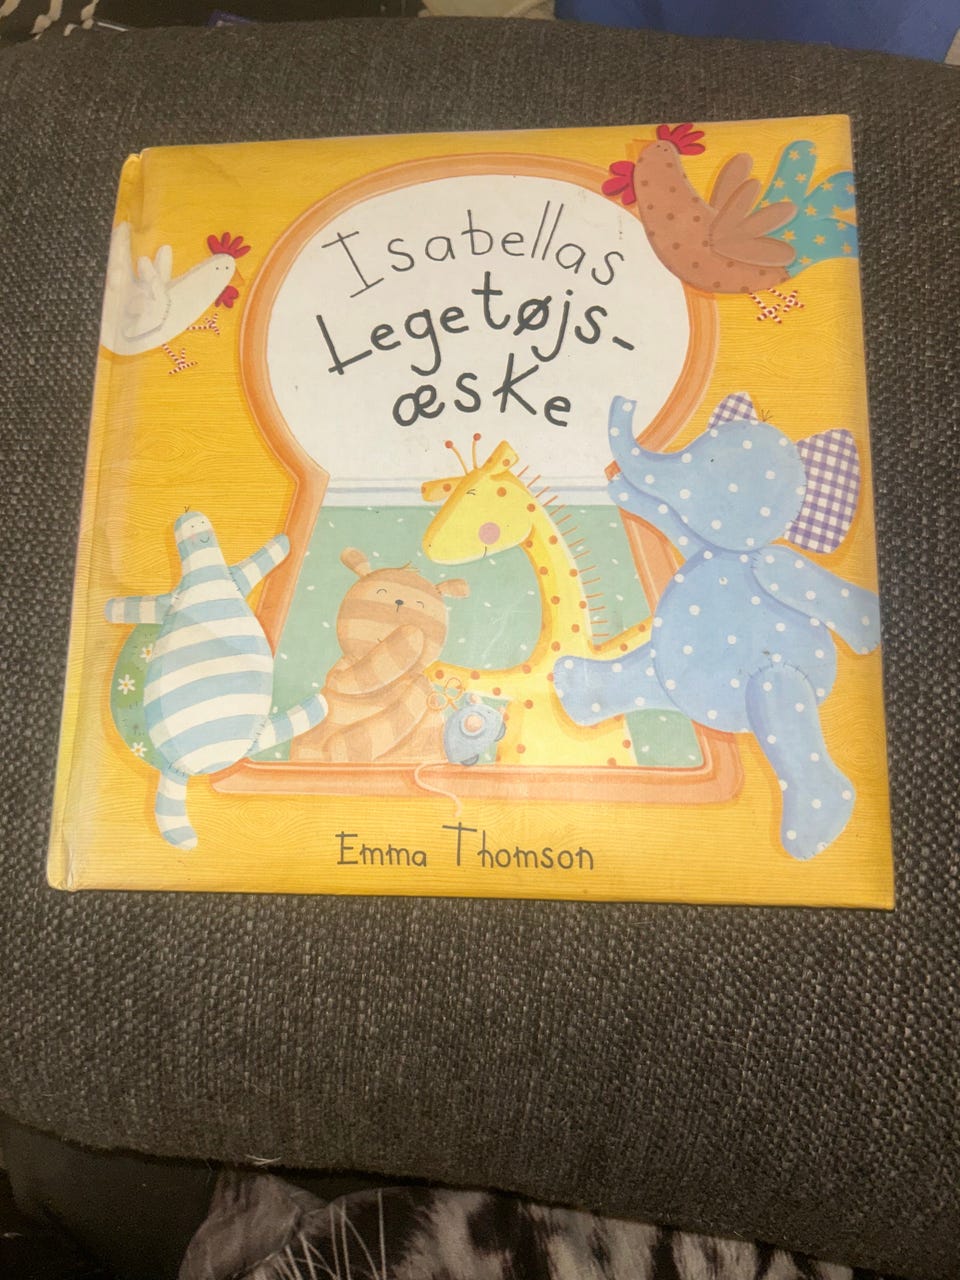 Isabellas
Legetøjs-
æske
Emma Thomson